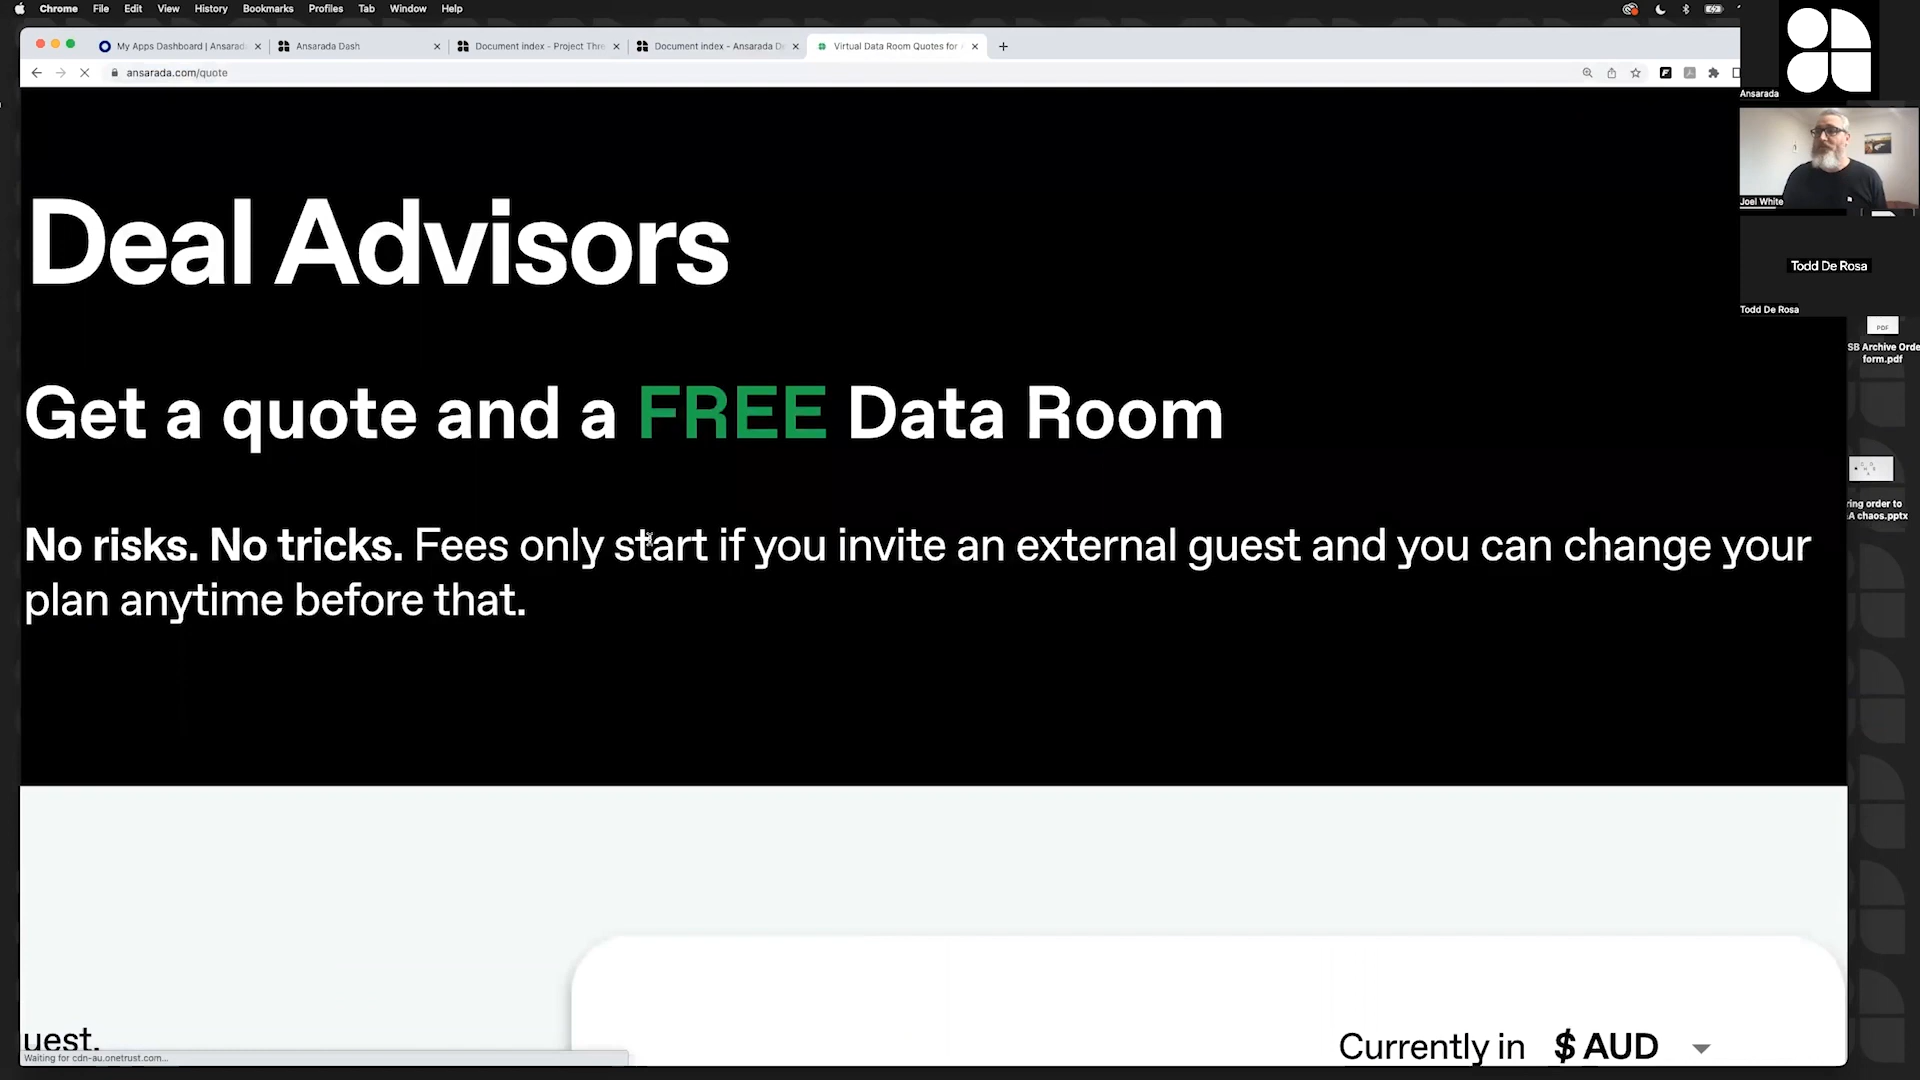 Chrome File Edit View History Bookmarks Profiles Tab Window Help
My Apps Dashboard | Ansarad
Ansarada Dash
Document index - Project Thre
Document index - Ansarada D
Virtual Data Room Quotes for
ansarada.com/quote
Ansarada
Joel White
Todd De Rosa
Todd De Rosa
PDF
SB Archive Orde
form.pdf
ring order to
A chaos.pptx
Deal Advisors
Get a quote and a FREE Data Room
No risks. No tricks. Fees only start if you invite an external guest and you can change your
plan anytime before that.
uest.
Currently in $ AUD
Waiting for cdn-au.onetrust.com...